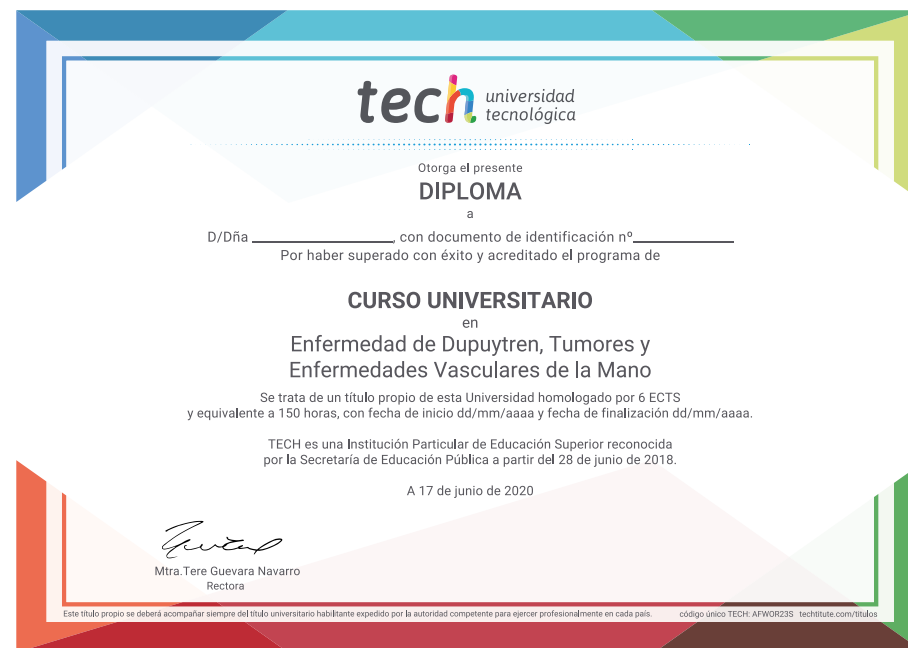 tech universidad
tecnológica
Otorga el presente
DIPLOMA
a
D/Dña ____________________, con documento de identificación nº______________
Por haber superado con éxito y acreditado el programa de
CURSO UNIVERSITARIO
en
Enfermedad de Dupuytren, Tumores y
Enfermedades Vasculares de la Mano
Se trata de un título propio de esta Universidad homologado por 6 ECTS
y equivalente a 150 horas, con fecha de inicio dd/mm/aaaa y fecha de finalización dd/mm/aaaa.
TECH es una Institución Particular de Educación Superior reconocida
por la Secretaría de Educación Pública a partir del 28 de junio de 2018.
A 17 de junio de 2020
Mtra.Tere Guevara Navarro
Rectora
Este título propio se deberá acompañar siempre del título universitario habilitante expedido por la autoridad competente para ejercer profesionalmente en cada país. código único TECH: AFWOR23S techtitute.com/títulos